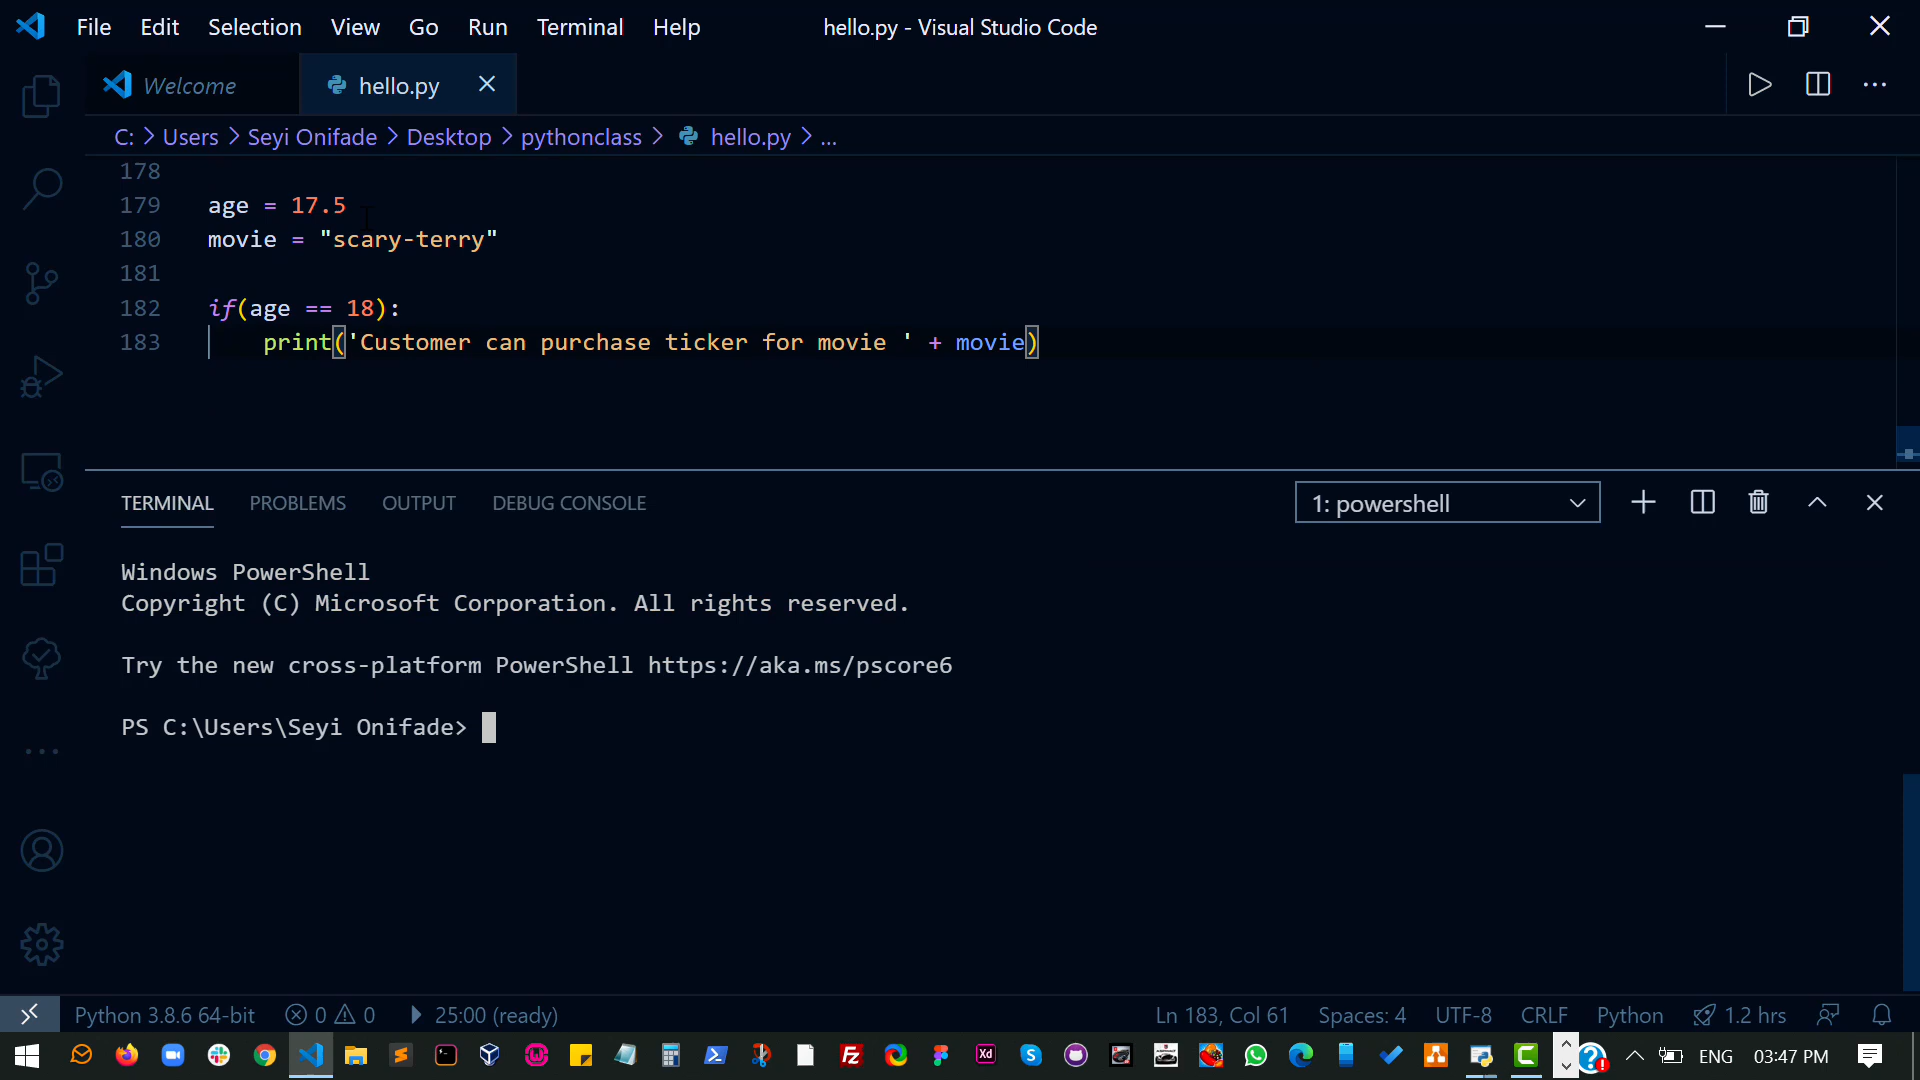 File Edit Selection View Go Run Terminal Help hello.py - Visual Studio Code
Welcome hello.py
C: > Users > Seyi Onifade > Desktop > pythonclass > hello.py > ...
178
179 age = 17.5
180 movie = "scary-terry"
181
182 if(age == 18):
183 print('Customer can purchase ticker for movie ' + movie)
TERMINAL PROBLEMS OUTPUT DEBUG CONSOLE 1: powershell
Windows PowerShell
Copyright (C) Microsoft Corporation. All rights reserved.
Try the new cross-platform PowerShell https://aka.ms/pscore6
PS C:\Users\Seyi Onifade>
Python 3.8.6 64-bit 0 0 25:00 (ready) Ln 183, Col 61 Spaces: 4 UTF-8 CRLF Python 1.2 hrs
Fz Xd ENG 03:47 PM